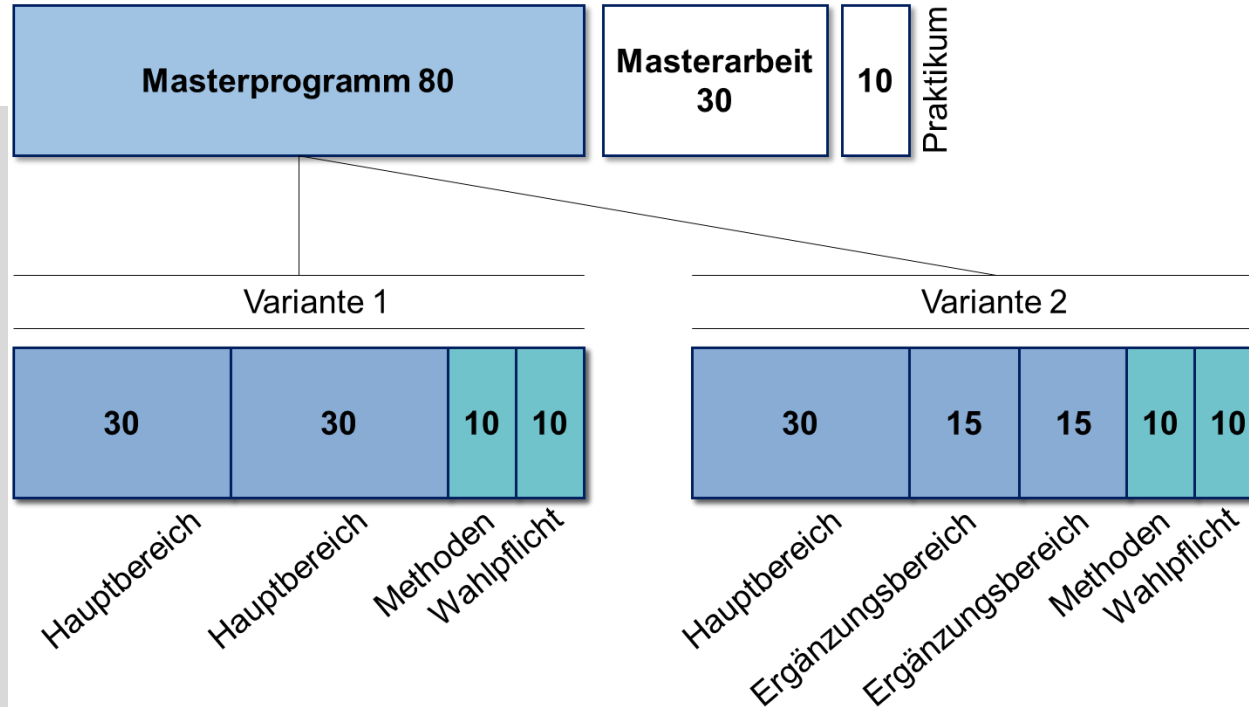 Masterprogramm 80
Masterarbeit
30
10
Praktikum
Variante 1
Variante 2
30
30
10
10
30
15
15
10
10
Hauptbereich
Hauptbereich
Methoden
Wahlpflicht
Hauptbereich
Ergänzungsbereich
Ergänzungsbereich
Methoden
Wahlpflicht